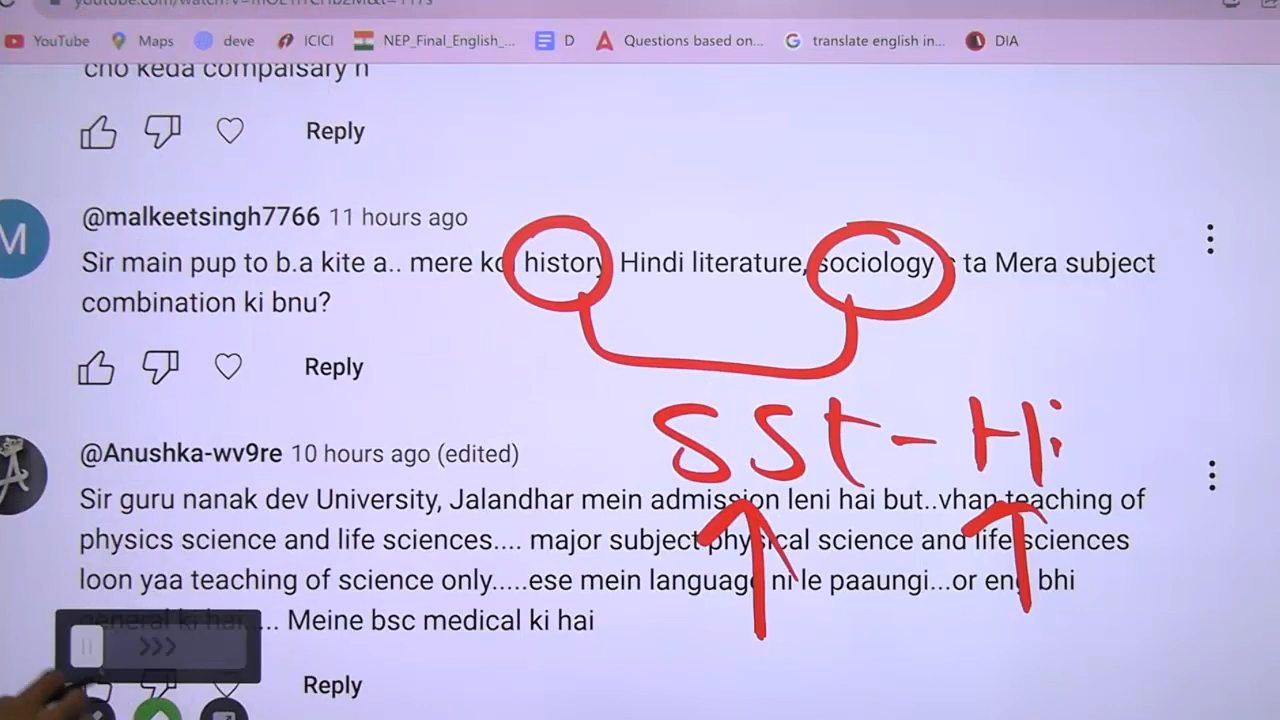 YouTube Maps deve ICICI NEP_Final_English_... D Questions based on... translate english in... DIA
cho keda compalsary h
Reply
M
@malkeetsingh7766 11 hours ago
Sir main pup to b.a kite a.. mere kol history Hindi literature, sociology s ta Mera subject
combination ki bnu?
Reply
SSt - Hi
A
@Anushka-wv9re 10 hours ago (edited)
Sir guru nanak dev University, Jalandhar mein admission leni hai but..vhan teaching of
physics science and life sciences.... major subject physical science and life sciences
loon yaa teaching of science only.....ese mein language ni le paaungi...or eng bhi
general ki hai..... Meine bsc medical ki hai
>>>
Reply